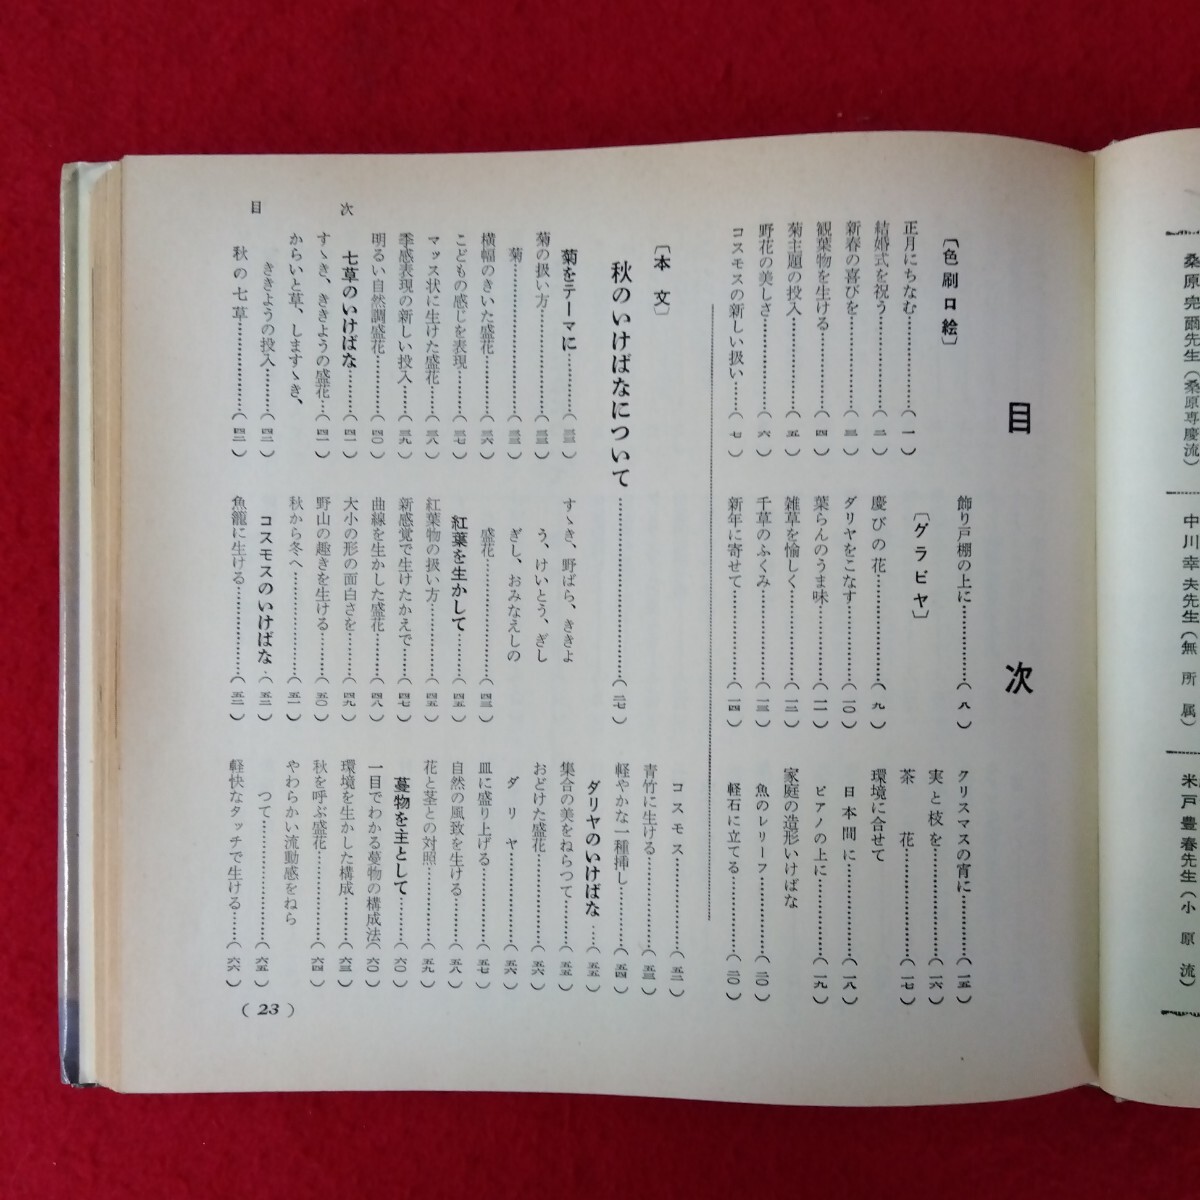 桑原完爾先生(桑原専慶流)
中川幸夫先生(無所属)
米戸豊春先生(小原流)
目次
〔色刷口絵〕
正月にちなむ…………(一)
結婚式を祝う…………(二)
新春の喜びを…………(三)
観葉物を生ける…………(四)
菊主題の投入…………(五)
野花の美しさ…………(六)
コスモスの新しい扱い……(七)
飾り戸棚の上に…………(八)
〔グラビヤ〕
慶びの花…………(九)
ダリヤをこなす…………(一〇)
葉らんのうま味…………(一一)
雑草を愉しく…………(一二)
千草のふくみ…………(一三)
新年に寄せて…………(一四)
クリスマスの宵に…………(一五)
実と枝を…………(一六)
茶花…………(一七)
環境に合せて
日本間に…………(一八)
ピアノの上に…………(一九)
家庭の造形いけばな
魚のレリーフ…………(二〇)
軽石に立てる…………(二〇)
〔本文〕
秋のいけばなについて…………(二七)
菊をテーマに…………(三三)
菊の扱い方…………(三三)
菊…………(三三)
横幅のきいた盛花…………(三六)
こどもの感じを表現…………(三七)
マッス状に生けた盛花……(三八)
季感表現の新しい投入……(三九)
明るい自然調盛花…………(四〇)
七草のいけばな…………(四一)
すゝき、ききようの盛花…(四一)
からいと草、しますゝき、
ききようの投入…………(四二)
秋の七草…………(四二)
すゝき、野ばら、ききよ
う、けいとう、ぎし
ぎし、おみなえしの
盛花…………(四三)
紅葉を生かして…………(四五)
紅葉物の扱い方…………(四五)
新感覚で生けたかえで……(四七)
曲線を生かした盛花………(四八)
大小の形の面白さを………(四九)
野山の趣きを生ける………(五〇)
秋から冬へ…………(五一)
コスモスのいけばな…(五二)
魚籠に生ける…………(五二)
コスモス…………(五二)
青竹に生ける…………(五三)
軽やかな一種挿し…………(五四)
ダリヤのいけばな…(五五)
集合の美をねらつて………(五五)
おどけた盛花…………(五六)
ダリヤ…………(五六)
皿に盛り上げる…………(五七)
自然の風致を生ける………(五八)
花と茎との対照…………(五九)
蔓物を主として…………(六〇)
一目でわかる蔓物の構成法(六〇)
環境を生かした構成………(六三)
秋を呼ぶ盛花…………(六四)
やわらかい流動感をねら
つて…………(六五)
軽快なタッチで生ける……(六六)
目次
(23)